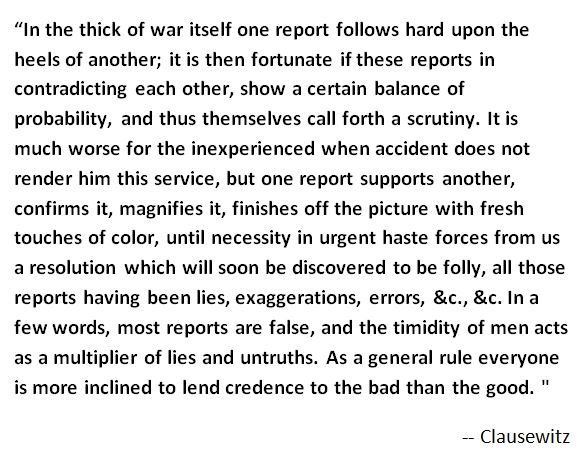 “In the thick of war itself one report follows hard upon the
heels of another; it is then fortunate if these reports in
contradicting each other, show a certain balance of
probability, and thus themselves call forth a scrutiny. It is
much worse for the inexperienced when accident does not
render him this service, but one report supports another,
confirms it, magnifies it, finishes off the picture with fresh
touches of color, until necessity in urgent haste forces from us
a resolution which will soon be discovered to be folly, all those
reports having been lies, exaggerations, errors, &c., &c. In a
few words, most reports are false, and the timidity of men acts
as a multiplier of lies and untruths. As a general rule everyone
is more inclined to lend credence to the bad than the good. "
-- Clausewitz